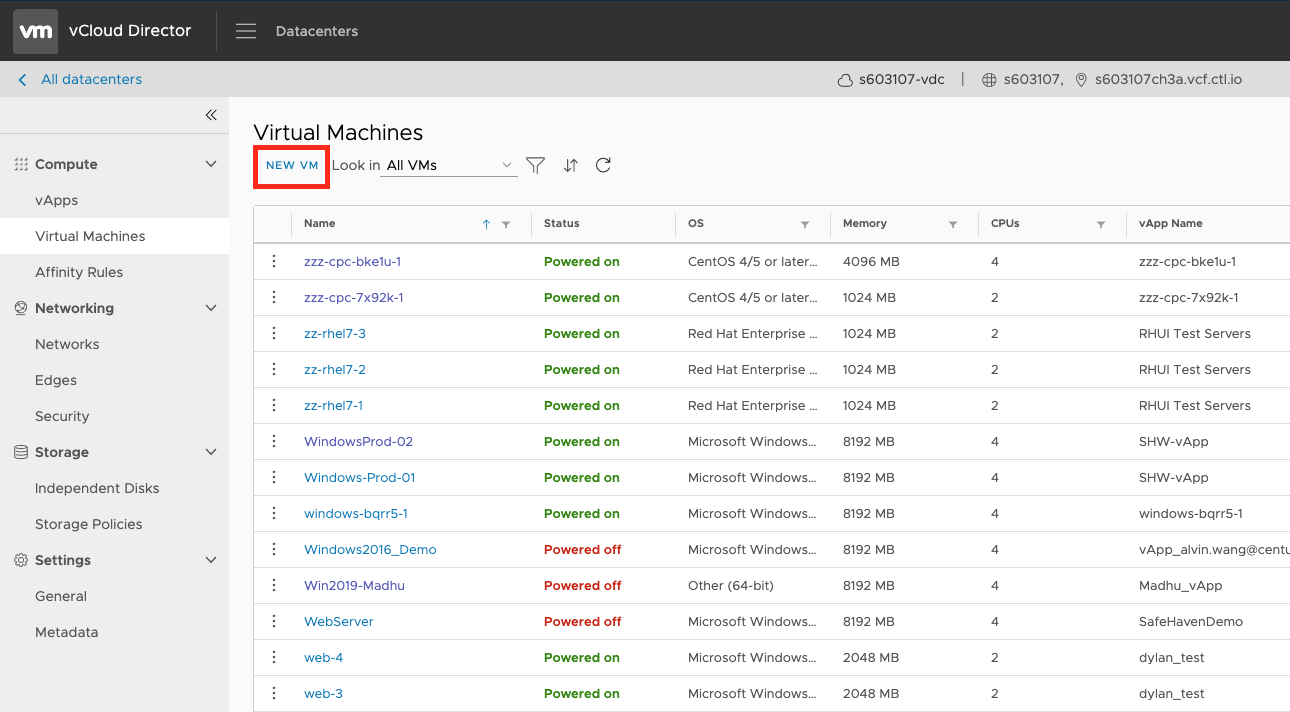 vm vCloud Director Datacenters
All datacenters s603107-vdc | s603107, s603107ch3a.vcf.ctl.io
Compute
vApps
Virtual Machines
Affinity Rules
Networking
Networks
Edges
Security
Storage
Independent Disks
Storage Policies
Settings
General
Metadata
Virtual Machines
NEW VM Look in All VMs
Name Status OS Memory CPUs vApp Name
zzz-cpc-bke1u-1 Powered on CentOS 4/5 or later... 4096 MB 4 zzz-cpc-bke1u-1
zzz-cpc-7x92k-1 Powered on CentOS 4/5 or later... 1024 MB 2 zzz-cpc-7x92k-1
zz-rhel7-3 Powered on Red Hat Enterprise ... 1024 MB 2 RHUI Test Servers
zz-rhel7-2 Powered on Red Hat Enterprise ... 1024 MB 2 RHUI Test Servers
zz-rhel7-1 Powered on Red Hat Enterprise ... 1024 MB 2 RHUI Test Servers
WindowsProd-02 Powered on Microsoft Windows... 8192 MB 4 SHW-vApp
Windows-Prod-01 Powered on Microsoft Windows... 8192 MB 4 SHW-vApp
windows-bqrr5-1 Powered on Microsoft Windows... 8192 MB 4 windows-bqrr5-1
Windows2016_Demo Powered off Microsoft Windows... 8192 MB 4 vApp_alvin.wang@centu
Win2019-Madhu Powered off Other (64-bit) 8192 MB 4 Madhu_vApp
WebServer Powered off Microsoft Windows... 8192 MB 4 SafeHavenDemo
web-4 Powered on Microsoft Windows... 2048 MB 2 dylan_test
web-3 Powered on Microsoft Windows... 2048 MB 2 dylan_test